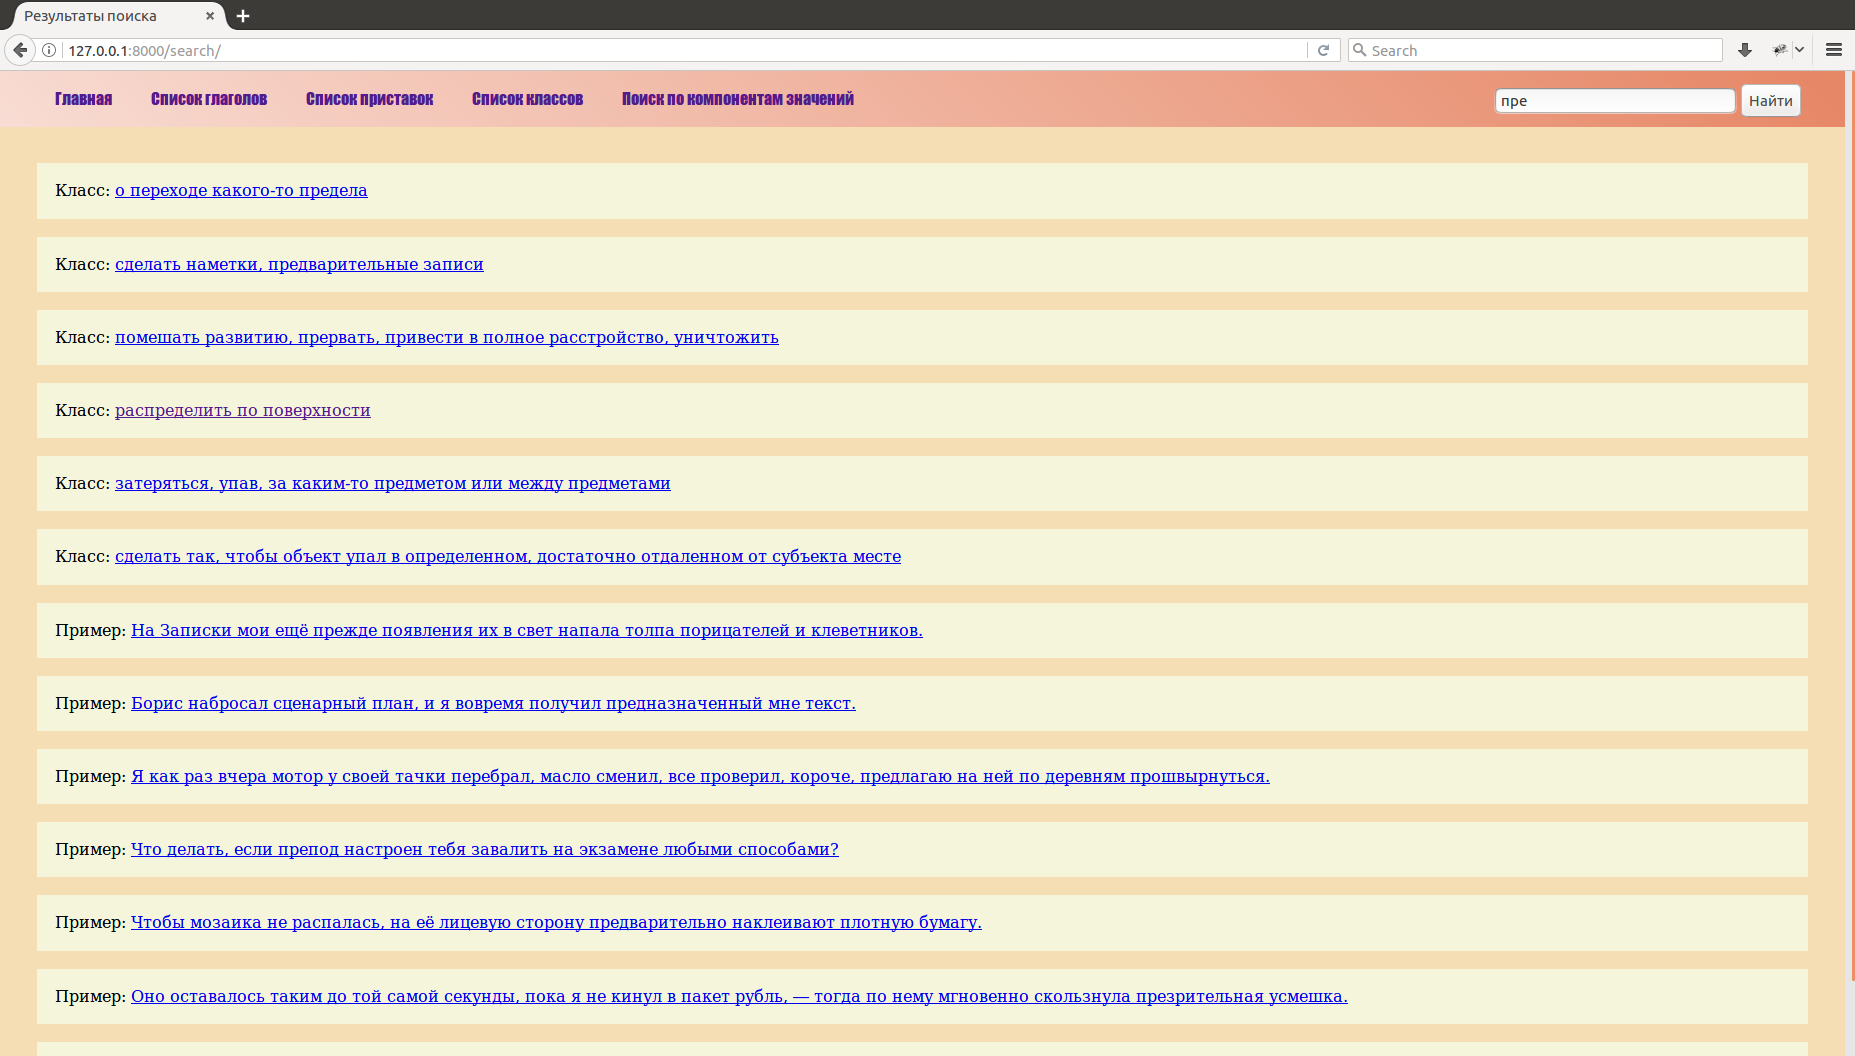 Результаты поиска
127.0.0.1:8000/search/
Search
Главная Список глаголов Список приставок Список классов Поиск по компонентам значений пре Найти
Класс: о переходе какого-то предела
Класс: сделать наметки, предварительные записи
Класс: помешать развитию, прервать, привести в полное расстройство, уничтожить
Класс: распределить по поверхности
Класс: затеряться, упав, за каким-то предметом или между предметами
Класс: сделать так, чтобы объект упал в определенном, достаточно отдаленном от субъекта месте
Пример: На Записки мои ещё прежде появления их в свет напала толпа порицателей и клеветников.
Пример: Борис набросал сценарный план, и я вовремя получил предназначенный мне текст.
Пример: Я как раз вчера мотор у своей тачки перебрал, масло сменил, все проверил, короче, предлагаю на ней по деревням прошвырнуться.
Пример: Что делать, если препод настроен тебя завалить на экзамене любыми способами?
Пример: Чтобы мозаика не распалась, на её лицевую сторону предварительно наклеивают плотную бумагу.
Пример: Оно оставалось таким до той самой секунды, пока я не кинул в пакет рубль, — тогда по нему мгновенно скользнула презрительная усмешка.